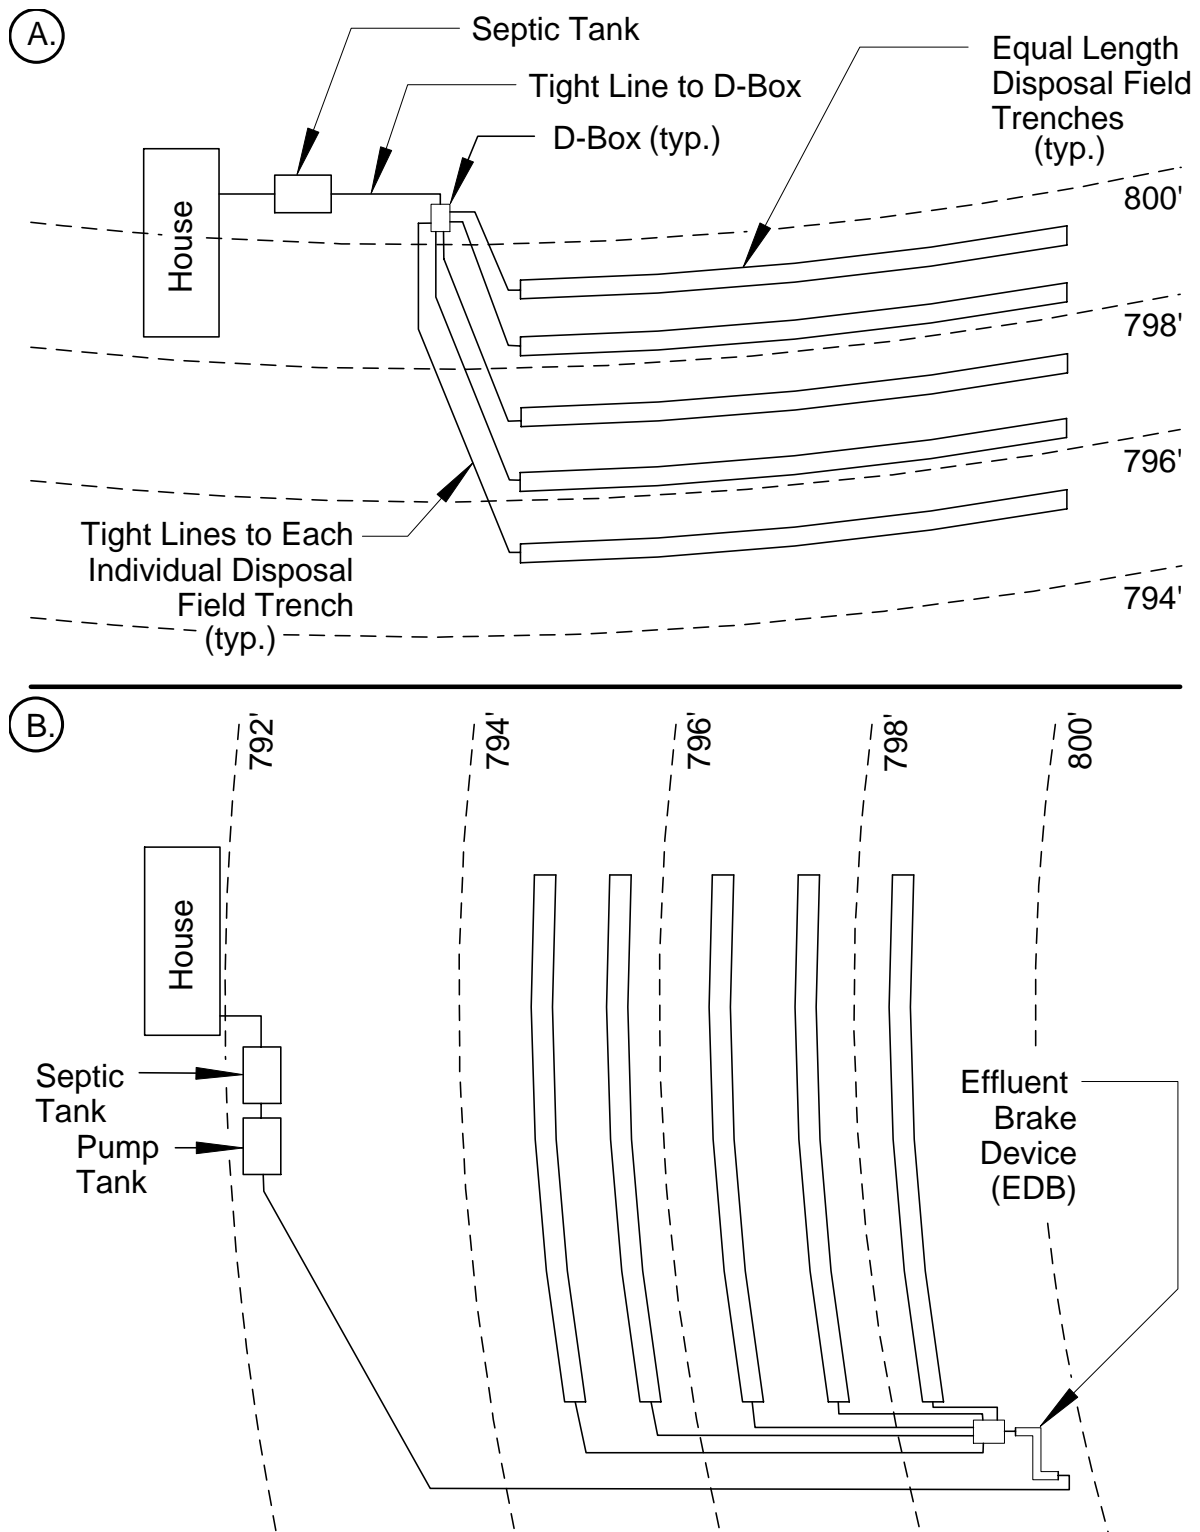 A.
Septic Tank
Tight Line to D-Box
D-Box (typ.)
Equal Length
Disposal Field
Trenches
(typ.)
House
800'
798'
796'
794'
Tight Lines to Each
Individual Disposal
Field Trench
(typ.)
B.
792'
794'
796'
798'
800'
House
Septic
Tank
Pump
Tank
Effluent
Brake
Device
(EDB)